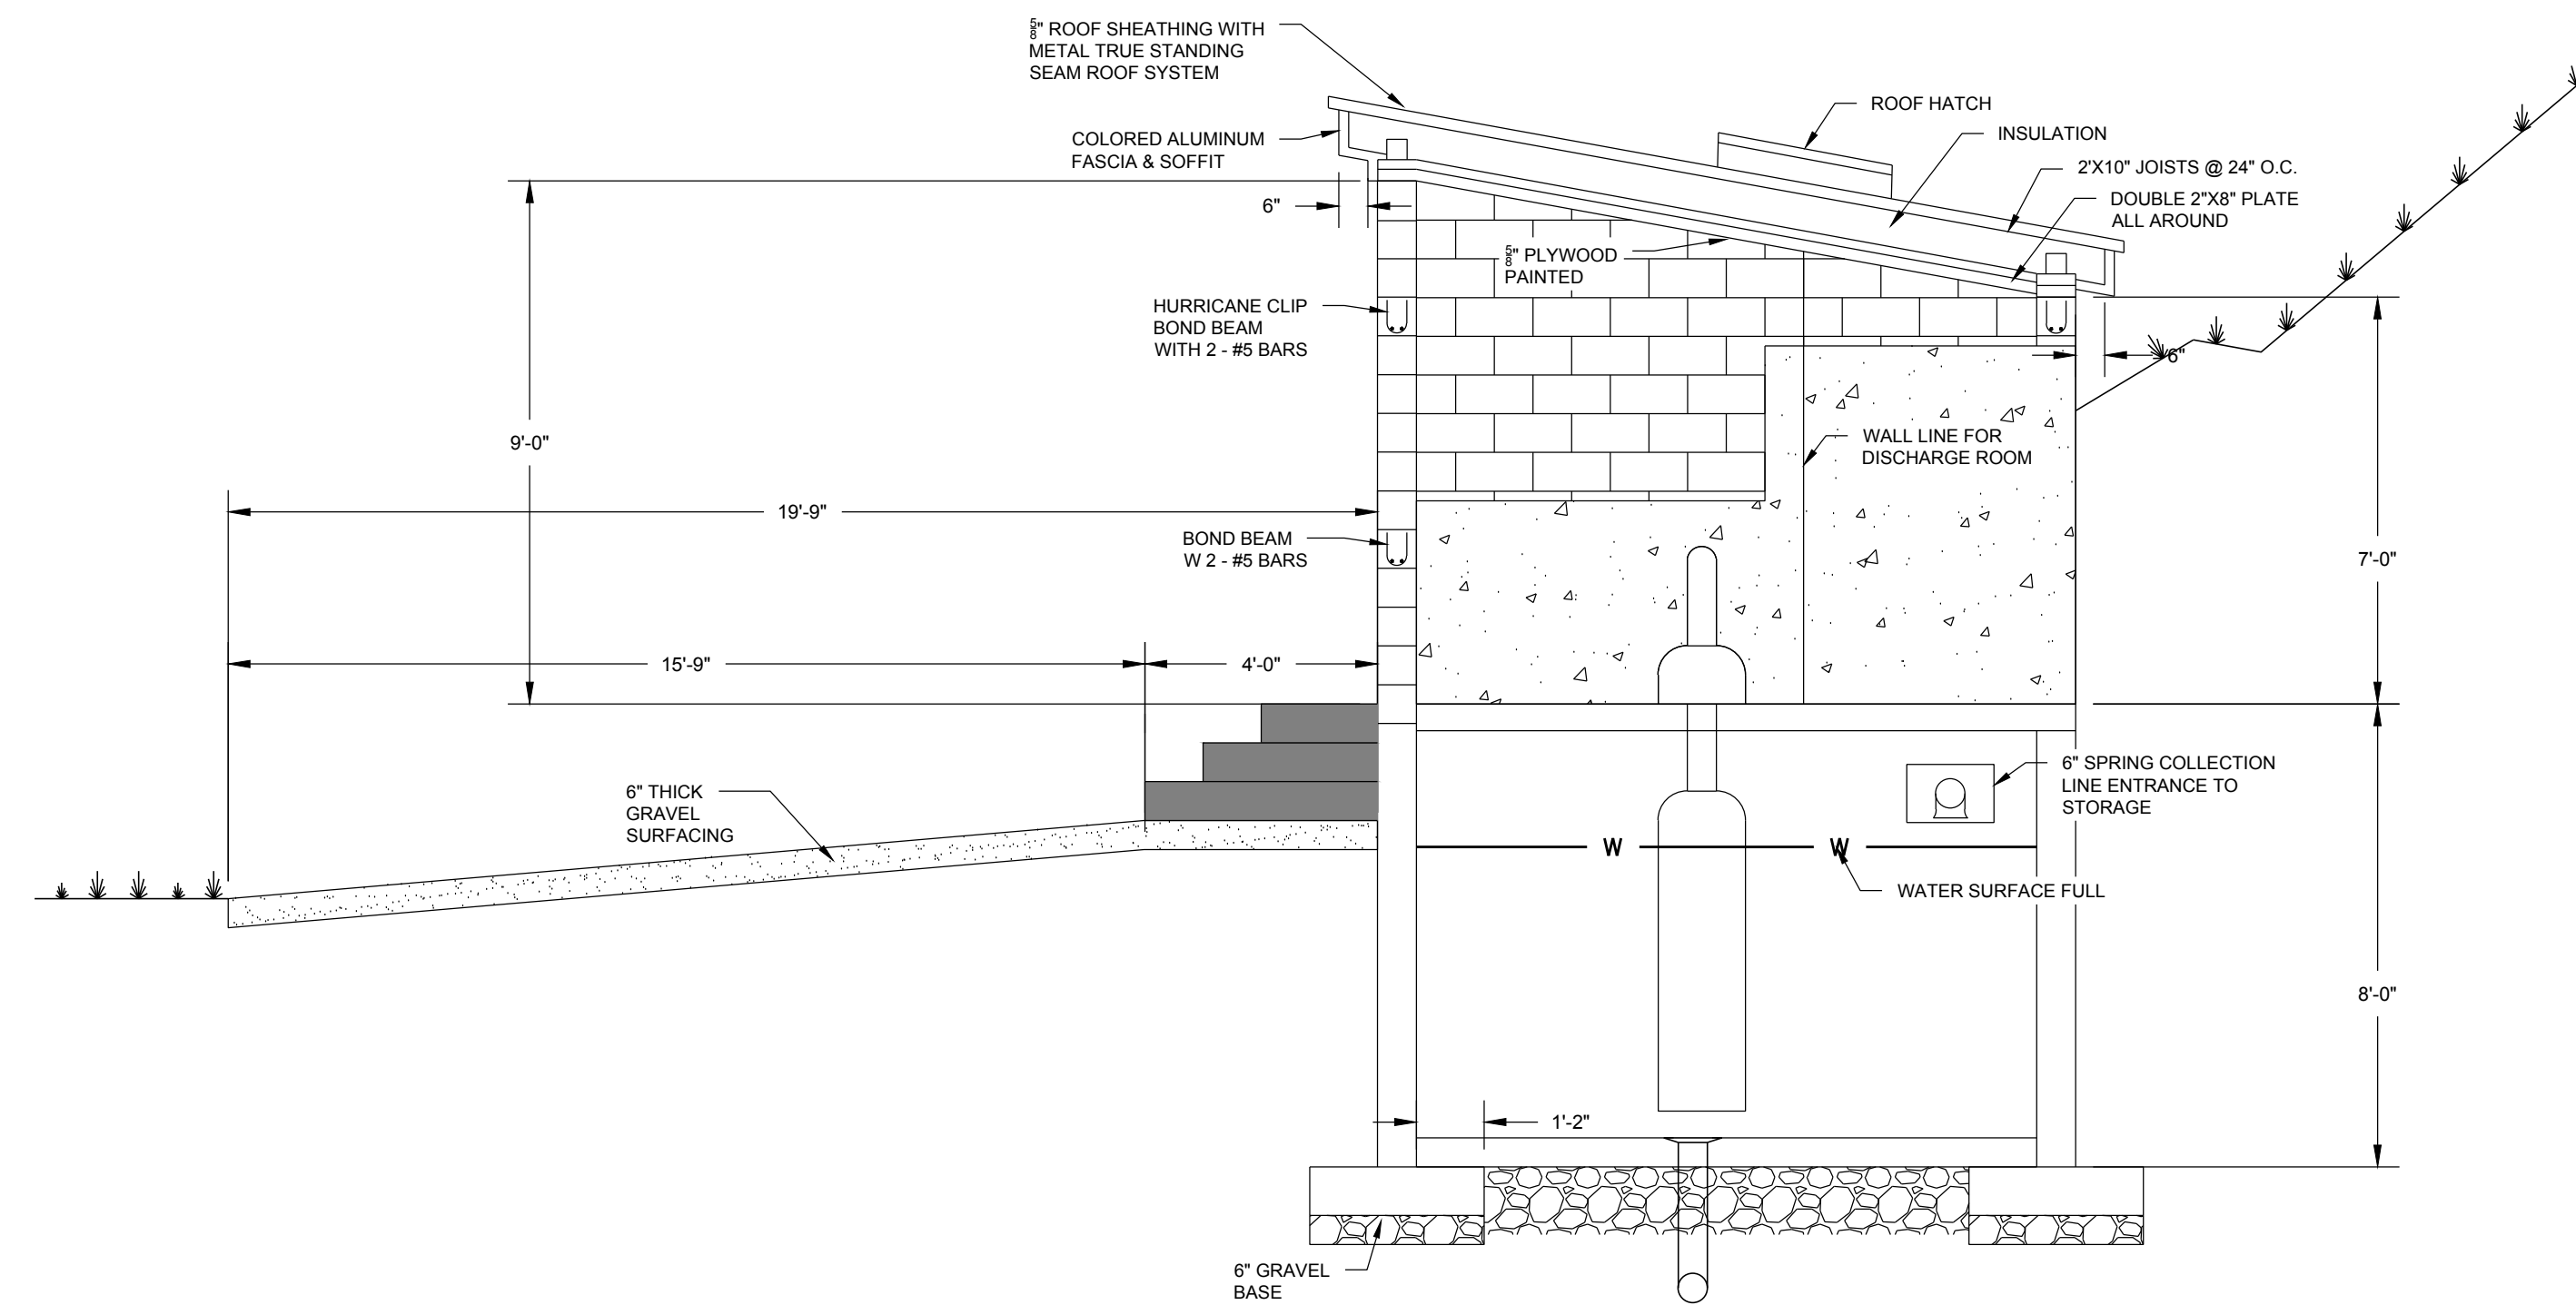 ⅝" ROOF SHEATHING WITH
METAL TRUE STANDING
SEAM ROOF SYSTEM
ROOF HATCH
COLORED ALUMINUM
FASCIA & SOFFIT
INSULATION
2'X10" JOISTS @ 24" O.C.
DOUBLE 2"X8" PLATE
ALL AROUND
6"
⅝" PLYWOOD
PAINTED
HURRICANE CLIP
BOND BEAM
WITH 2 - #5 BARS
6"
9'-0"
WALL LINE FOR
DISCHARGE ROOM
19'-9"
BOND BEAM
W 2 - #5 BARS
7'-0"
15'-9"
4'-0"
6" THICK
GRAVEL
SURFACING
6" SPRING COLLECTION
LINE ENTRANCE TO
STORAGE
W W
WATER SURFACE FULL
8'-0"
1'-2"
6" GRAVEL
BASE